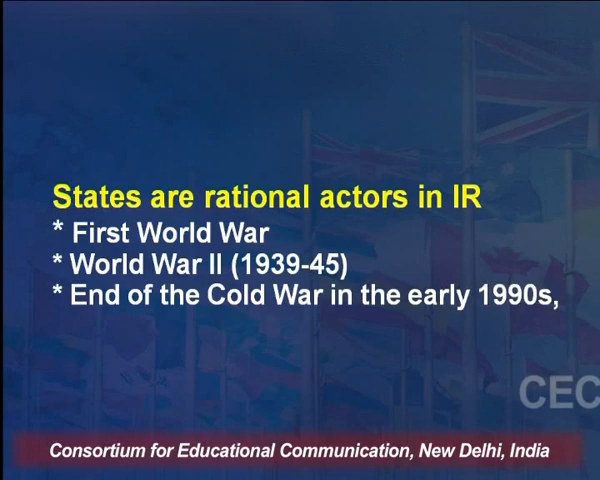 States are rational actors in IR
* First World War
* World War II (1939-45)
* End of the Cold War in the early 1990s,
CEC
Consortium for Educational Communication, New Delhi, India